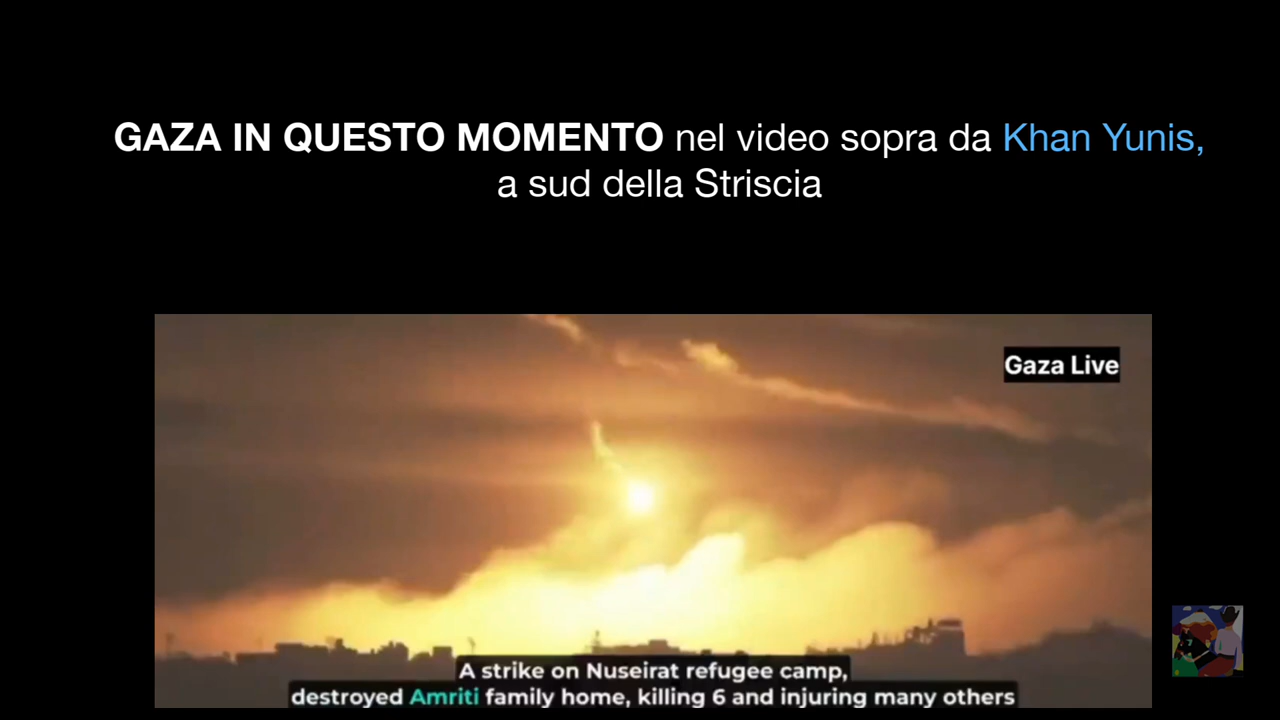 GAZA IN QUESTO MOMENTO nel video sopra da Khan Yunis,
a sud della Striscia
Gaza Live
A strike on Nuseirat refugee camp,
destroyed Amriti family home, killing 6 and injuring many others